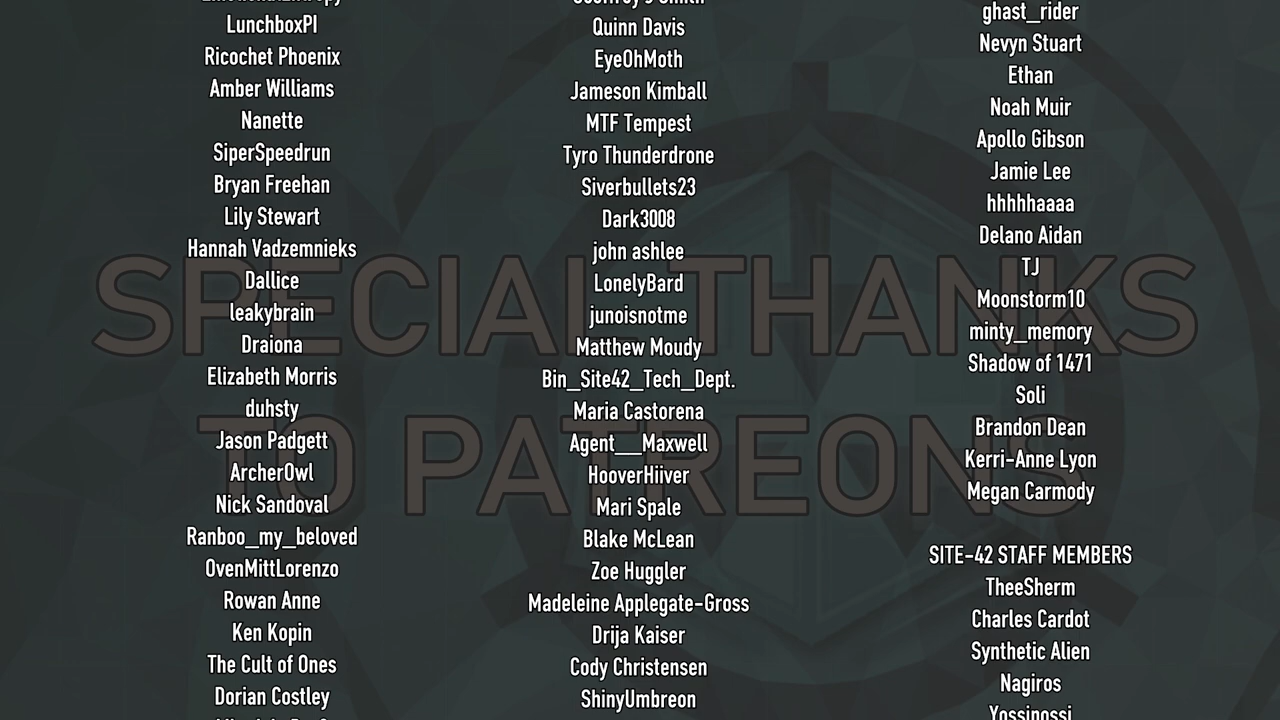 LunchboxPI
Ricochet Phoenix
Amber Williams
Nanette
SiperSpeedrun
Bryan Freehan
Lily Stewart
Hannah Vadzemnieks
Dallice
leakybrain
Draiona
Elizabeth Morris
duhsty
Jason Padgett
ArcherOwl
Nick Sandoval
Ranboo_my_beloved
OvenMittLorenzo
Rowan Anne
Ken Kopin
The Cult of Ones
Dorian Costley
Quinn Davis
EyeOhMoth
Jameson Kimball
MTF Tempest
Tyro Thunderdrone
Siverbullets23
Dark3008
john ashlee
LonelyBard
junoisnotme
Matthew Moudy
Bin_Site42_Tech_Dept.
Maria Castorena
Agent__Maxwell
HooverHiiver
Mari Spale
Blake McLean
Zoe Huggler
Madeleine Applegate-Gross
Drija Kaiser
Cody Christensen
ShinyUmbreon
ghast_rider
Nevyn Stuart
Ethan
Noah Muir
Apollo Gibson
Jamie Lee
hhhhhaaaa
Delano Aidan
TJ
Moonstorm10
minty_memory
Shadow of 1471
Soli
Brandon Dean
Kerri-Anne Lyon
Megan Carmody
SITE-42 STAFF MEMBERS
TheeSherm
Charles Cardot
Synthetic Alien
Nagiros
Yossipossi
SPECIAL THANKS
TO PATREONS